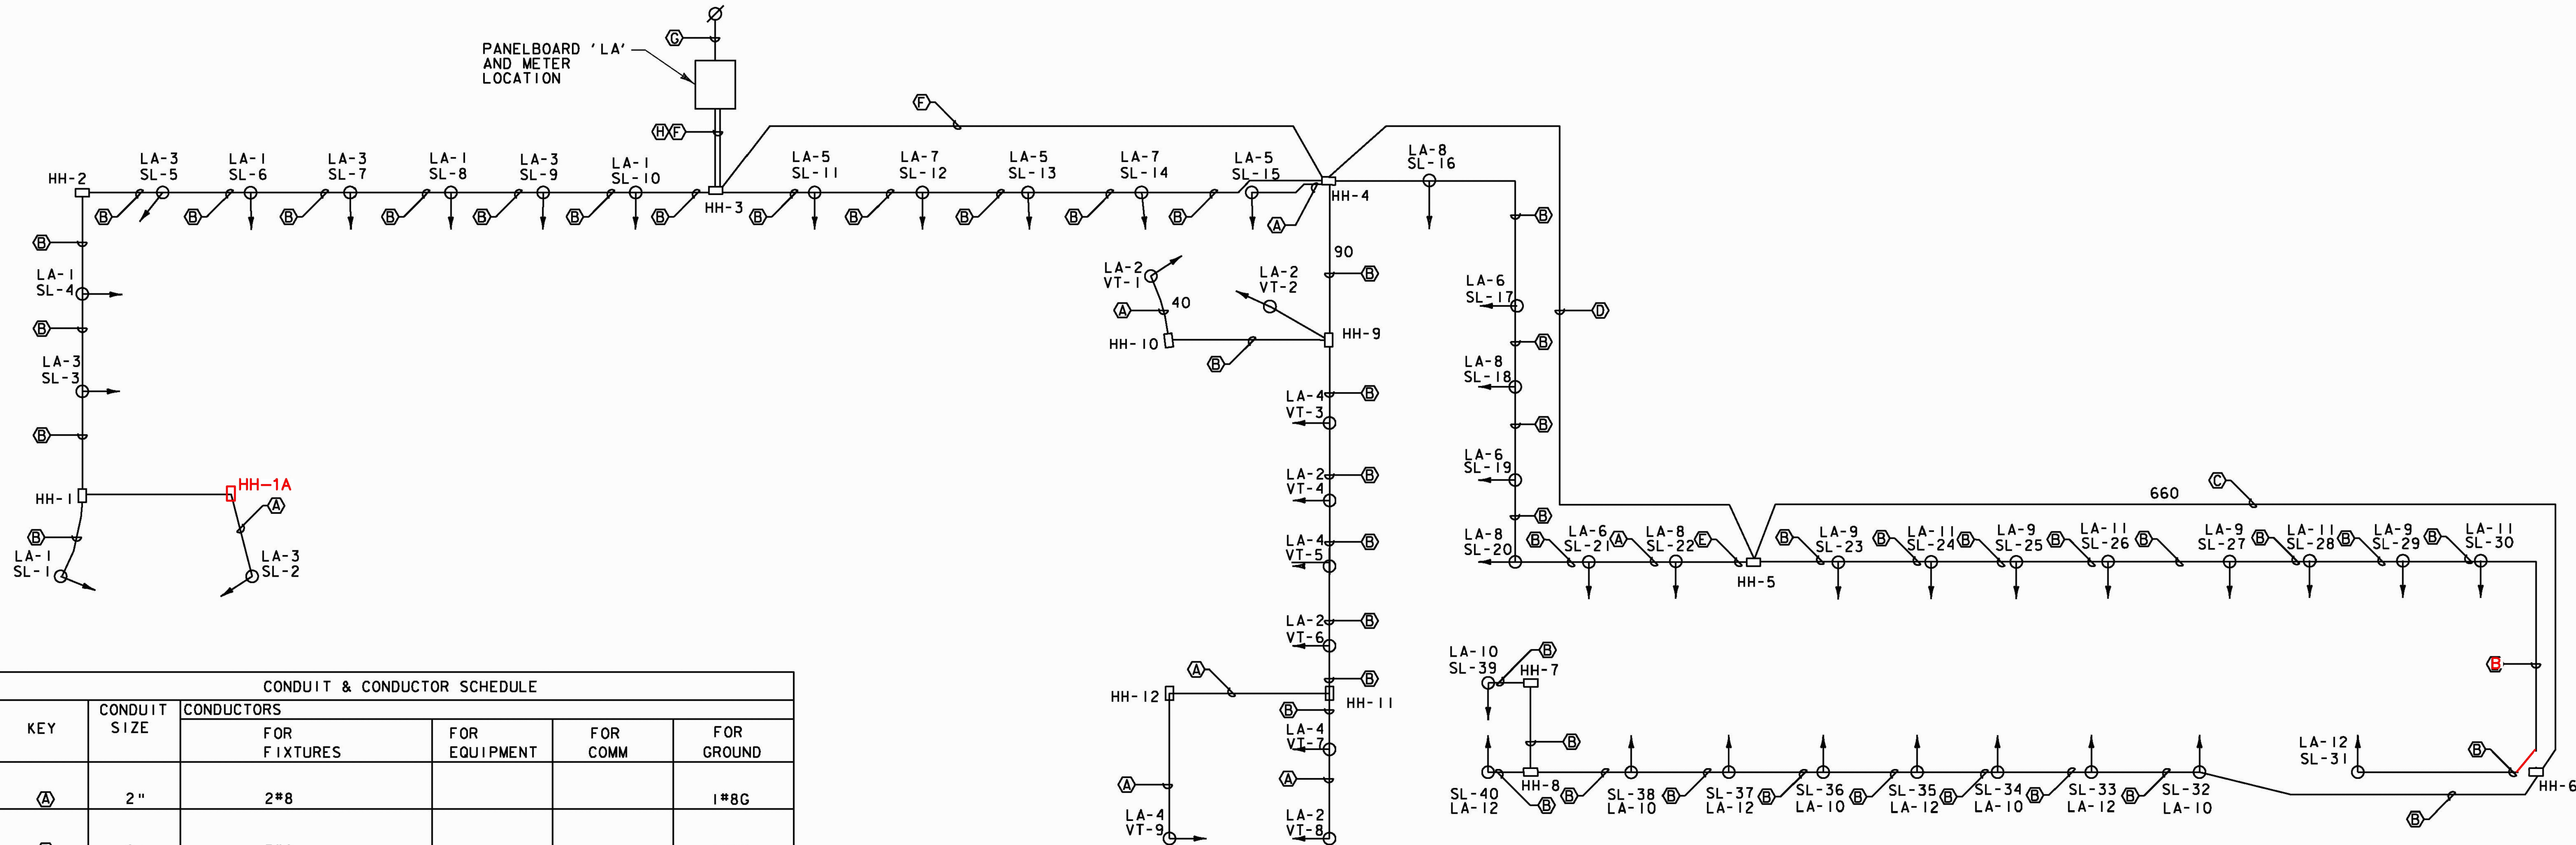 PANELBOARD 'LA'
AND METER
LOCATION
G
H F
F
HH-2
LA-3
SL-5
LA-1
SL-6
LA-3
SL-7
LA-1
SL-8
LA-3
SL-9
LA-1
SL-10
HH-3
LA-5
SL-11
LA-7
SL-12
LA-5
SL-13
LA-7
SL-14
LA-5
SL-15
HH-4
LA-8
SL-16
B
B
B
B
B
B
B
B
B
B
B
B
A
B
B
LA-1
SL-4
B
LA-3
SL-3
B
HH-1
HH-1A
A
B
LA-1
SL-1
LA-3
SL-2
90
B
LA-2
VT-1
LA-2
VT-2
A
40
HH-10
HH-9
B
LA-6
SL-17
D
B
LA-8
SL-18
B
LA-6
SL-19
B
LA-8
SL-20
LA-4
VT-3
B
LA-2
VT-4
B
LA-4
VT-5
B
LA-2
VT-6
B
B
A
HH-12
HH-11
B
LA-4
VT-7
A
A
LA-4
VT-9
LA-2
VT-8
B
LA-6
SL-21
A
LA-8
SL-22
E
HH-5
C
660
B
LA-9
SL-23
B
LA-11
SL-24
B
LA-9
SL-25
B
LA-11
SL-26
B
LA-9
SL-27
B
LA-11
SL-28
B
LA-9
SL-29
B
LA-11
SL-30
B
LA-10
SL-39
B
HH-7
B
HH-8
SL-40
LA-12
B
B
SL-38
LA-10
B
SL-37
LA-12
B
SL-36
LA-10
B
SL-35
LA-12
B
SL-34
LA-10
B
SL-33
LA-12
B
SL-32
LA-10
LA-12
SL-31
B
B
HH-6
CONDUIT & CONDUCTOR SCHEDULE
KEY
CONDUIT
SIZE
CONDUCTORS
FOR
FIXTURES
FOR
EQUIPMENT
FOR
COMM
FOR
GROUND
A 2" 2#8 1#8G